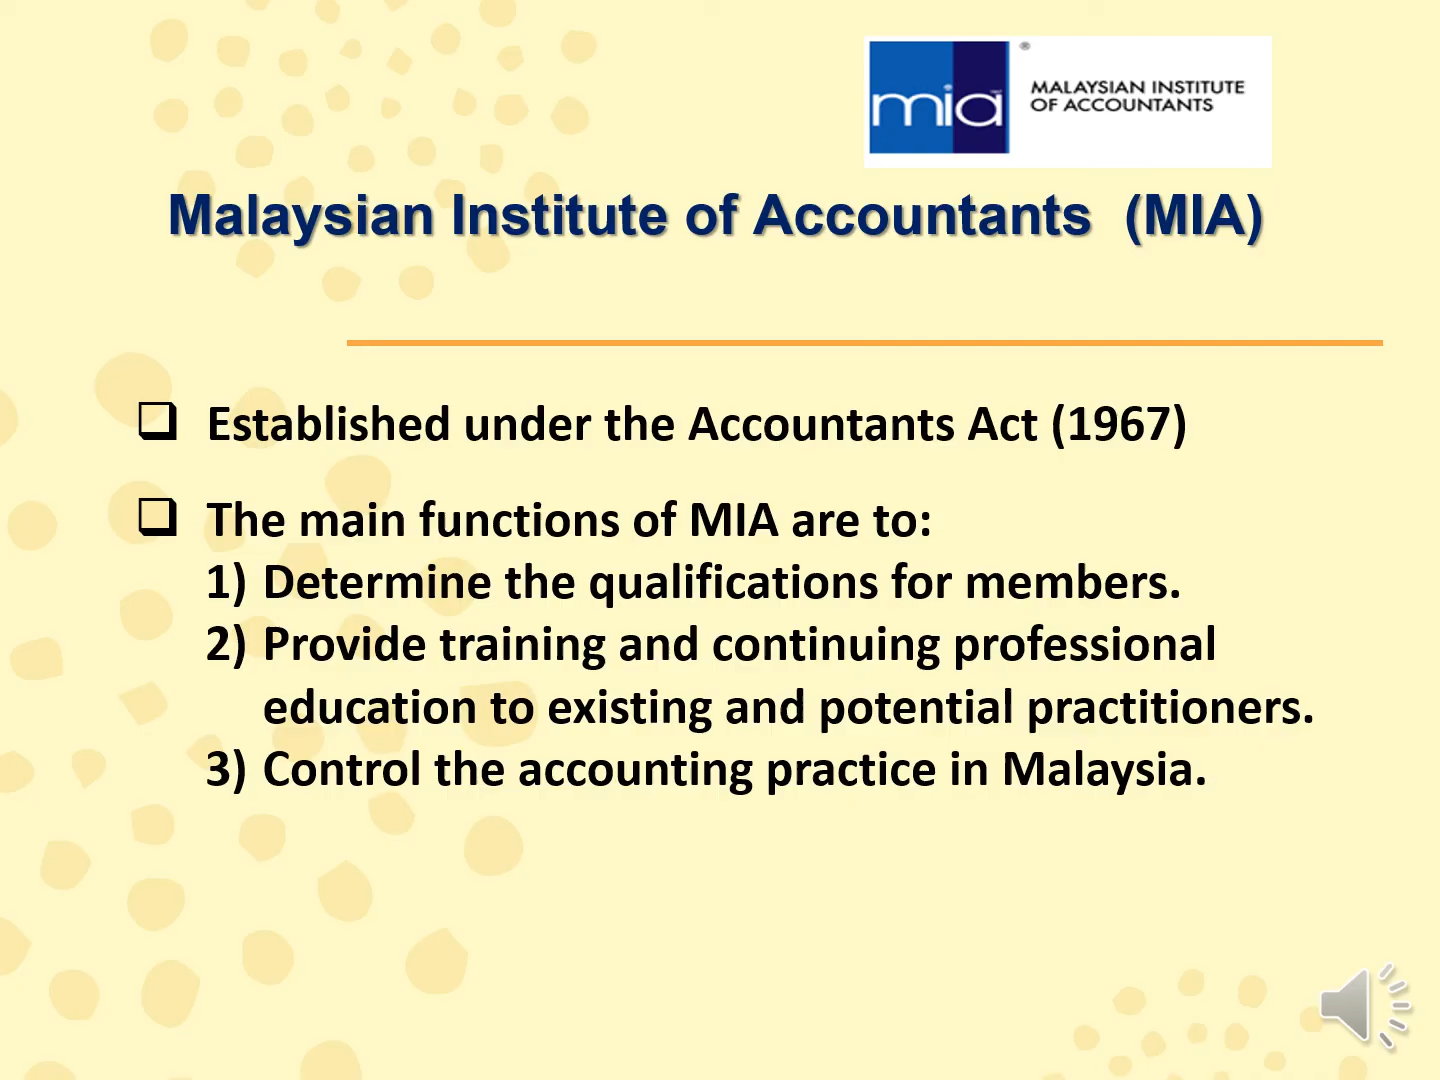 mia ®
MALAYSIAN INSTITUTE
OF ACCOUNTANTS
Malaysian Institute of Accountants (MIA)
❑ Established under the Accountants Act (1967)
❑ The main functions of MIA are to:
1) Determine the qualifications for members.
2) Provide training and continuing professional
education to existing and potential practitioners.
3) Control the accounting practice in Malaysia.